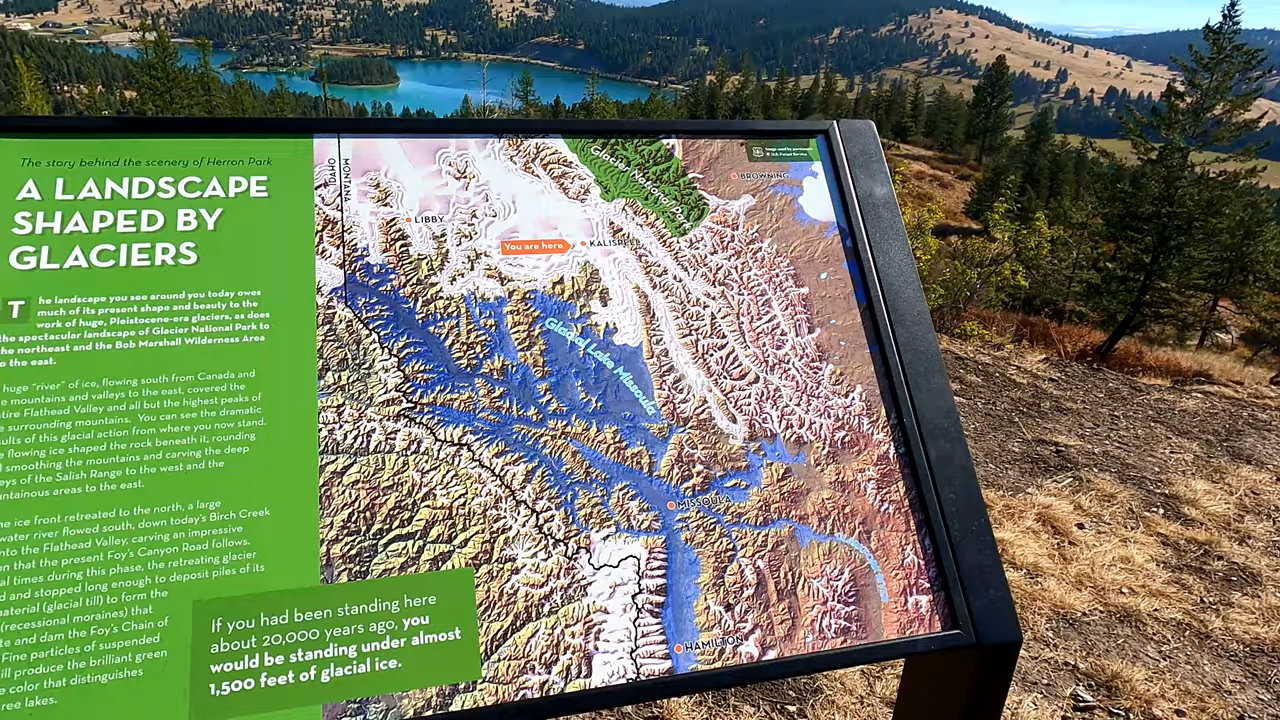 The story behind the scenery of Herron Park
A LANDSCAPE
SHAPED BY
GLACIERS
The landscape you see around you today owes
much of its present shape and beauty to the
work of huge, Pleistocene-era glaciers, as does
the spectacular landscape of Glacier National Park to
the northeast and the Bob Marshall Wilderness Area
the east.
huge “river” of ice, flowing south from Canada and
mountains and valleys to the east, covered the
Flathead Valley and all but the highest peaks of
surrounding mountains. You can see the dramatic
of this glacial action from where you now stand.
flowing ice shaped the rock beneath it, rounding
smoothing the mountains and carving the deep
of the Salish Range to the west and the
areas to the east.
ice front retreated to the north, a large
water river flowed south, down today's Birch Creek
into the Flathead Valley, carving an impressive
that the present Foy's Canyon Road follows.
times during this phase, the retreating glacier
and stopped long enough to deposit piles of its
material (glacial till) to form the
(recessional moraines) that
and dam the Foy's Chain of
Fine particles of suspended
produce the brilliant green
color that distinguishes
lakes.
If you had been standing here
about 20,000 years ago, you
would be standing under almost
1,500 feet of glacial ice.
IDAHO
MONTANA
Glacier National Park
Image used by permission
© U.S. Forest Service
BROWNING
LIBBY
You are here
KALISPELL
Glacial Lake Missoula
MISSOULA
HAMILTON